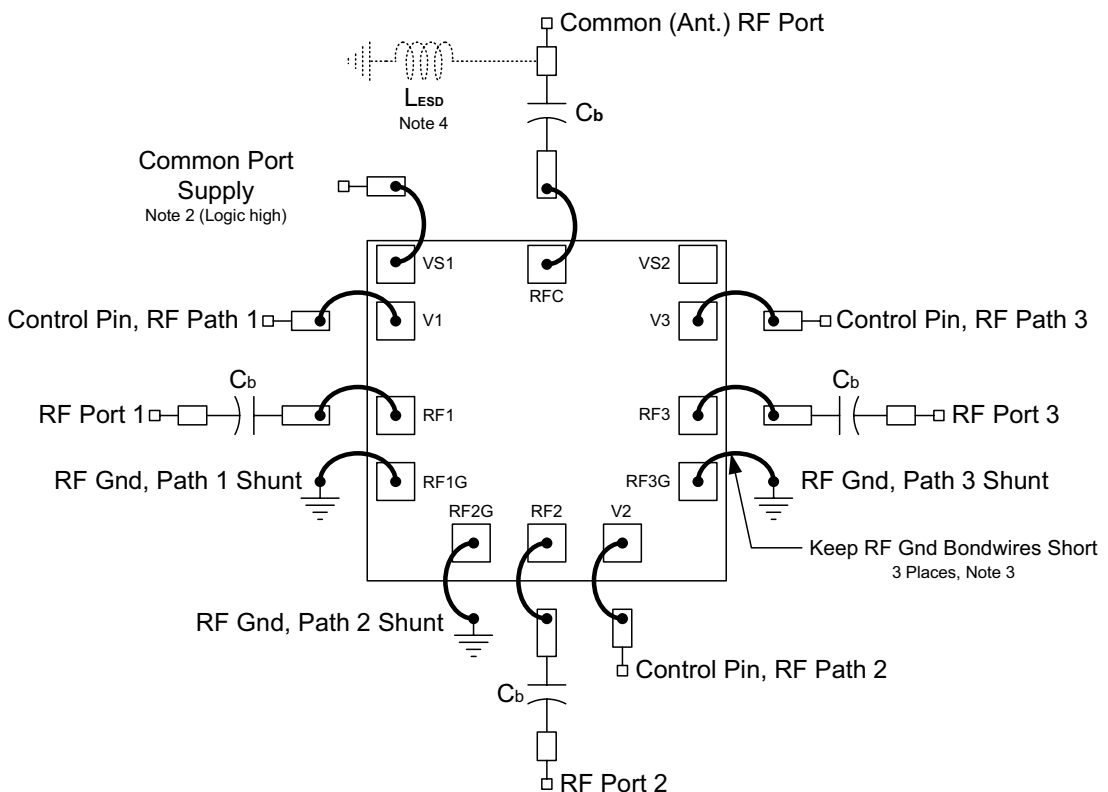 Common (Ant.) RF Port
LESD
Note 4
Cb
Common Port
Supply
Note 2 (Logic high)
VS1
RFC
VS2
Control Pin, RF Path 1
V1
V3
Control Pin, RF Path 3
Cb
Cb
RF Port 1
RF1
RF3
RF Port 3
RF Gnd, Path 1 Shunt
RF1G
RF3G
RF Gnd, Path 3 Shunt
RF2G
RF2
V2
Keep RF Gnd Bondwires Short
3 Places, Note 3
RF Gnd, Path 2 Shunt
Control Pin, RF Path 2
Cb
RF Port 2